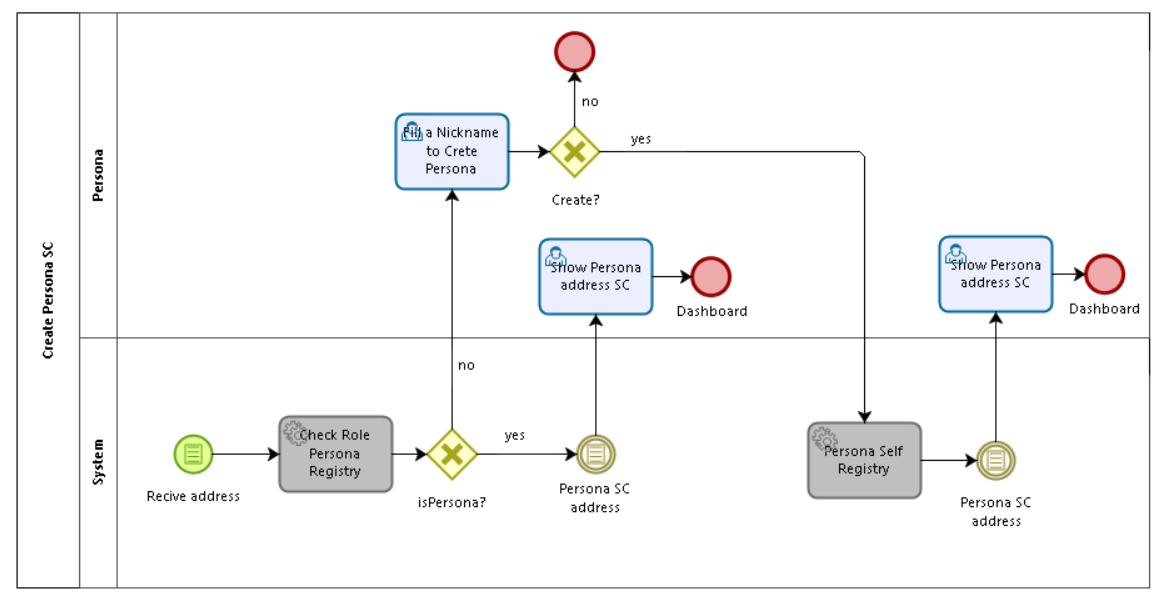 Create Persona SC
Persona
System
no
Fill a Nickname
to Crete
Persona
yes
Create?
Show Persona
address SC
Dashboard
Show Persona
address SC
Dashboard
no
Check Role
Persona
Registry
Recive address
isPersona?
yes
Persona SC
address
Persona Self
Registry
Persona SC
address